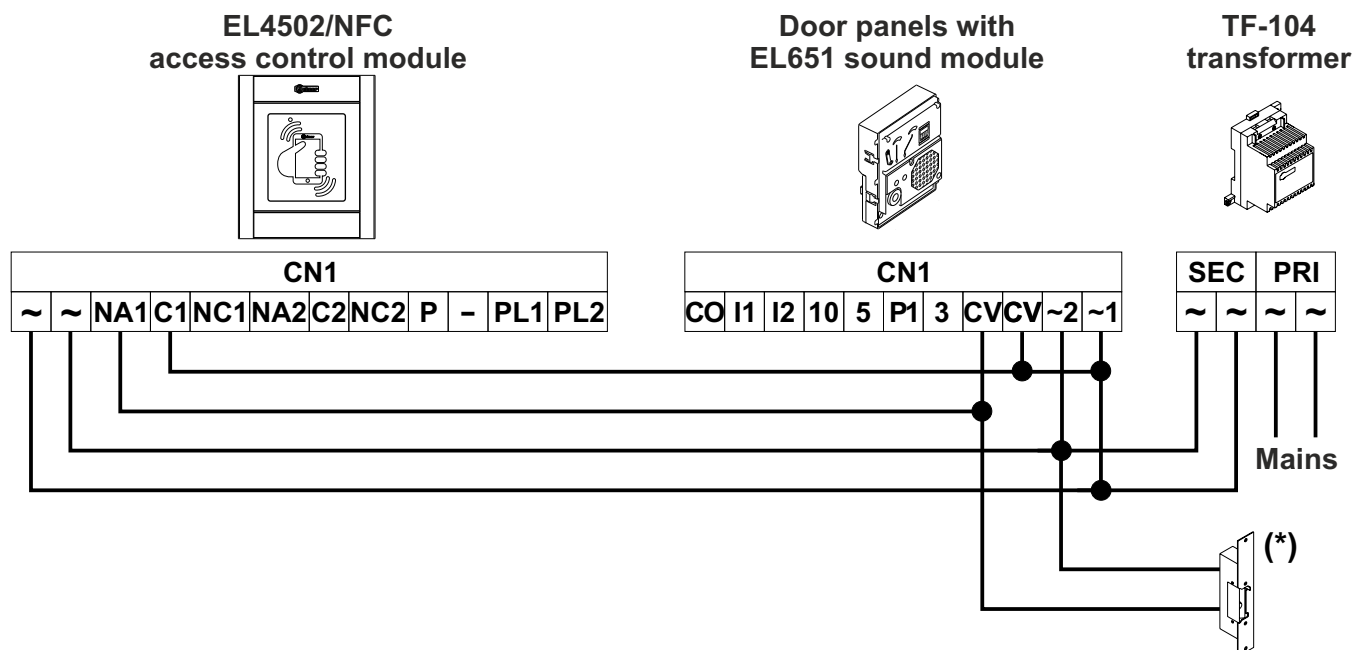 EL4502/NFC
access control module
Door panels with
EL651 sound module
TF-104
transformer
CN1
~ ~ NA1 C1 NC1 NA2 C2 NC2 P – PL1 PL2
CN1
CO I1 I2 10 5 P1 3 CV CV ~2 ~1
SEC PRI
~ ~ ~ ~
Mains
(*)